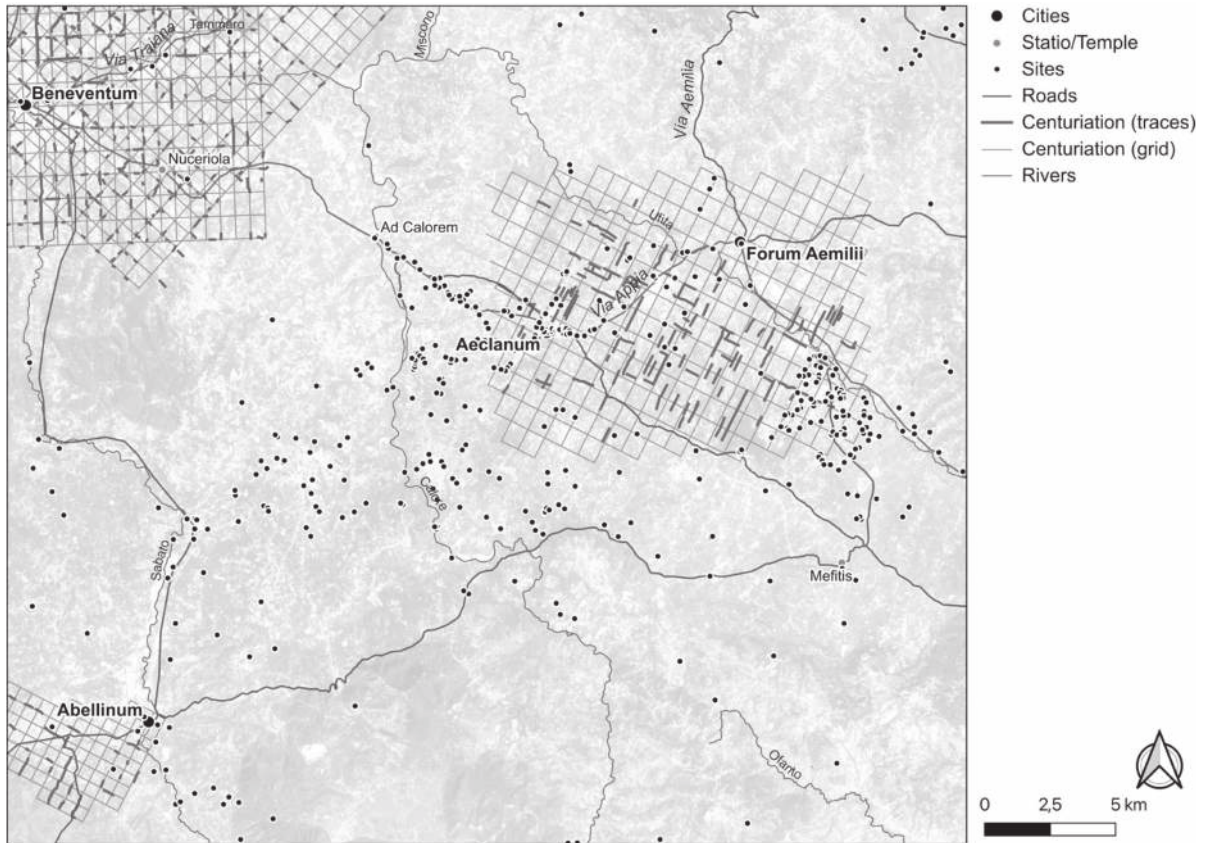 Tammaro
Via Traiana
Miscono
Beneventum
Via Aemilia
Nuceriola
Ufita
Ad Calorem
Forum Aemilii
Via Appia
Aeclanum
Calore
Sabato
Mefitis
Abellinum
Ofanto
Cities
Statio/Temple
Sites
Roads
Centuriation (traces)
Centuriation (grid)
Rivers
0 2,5 5 km